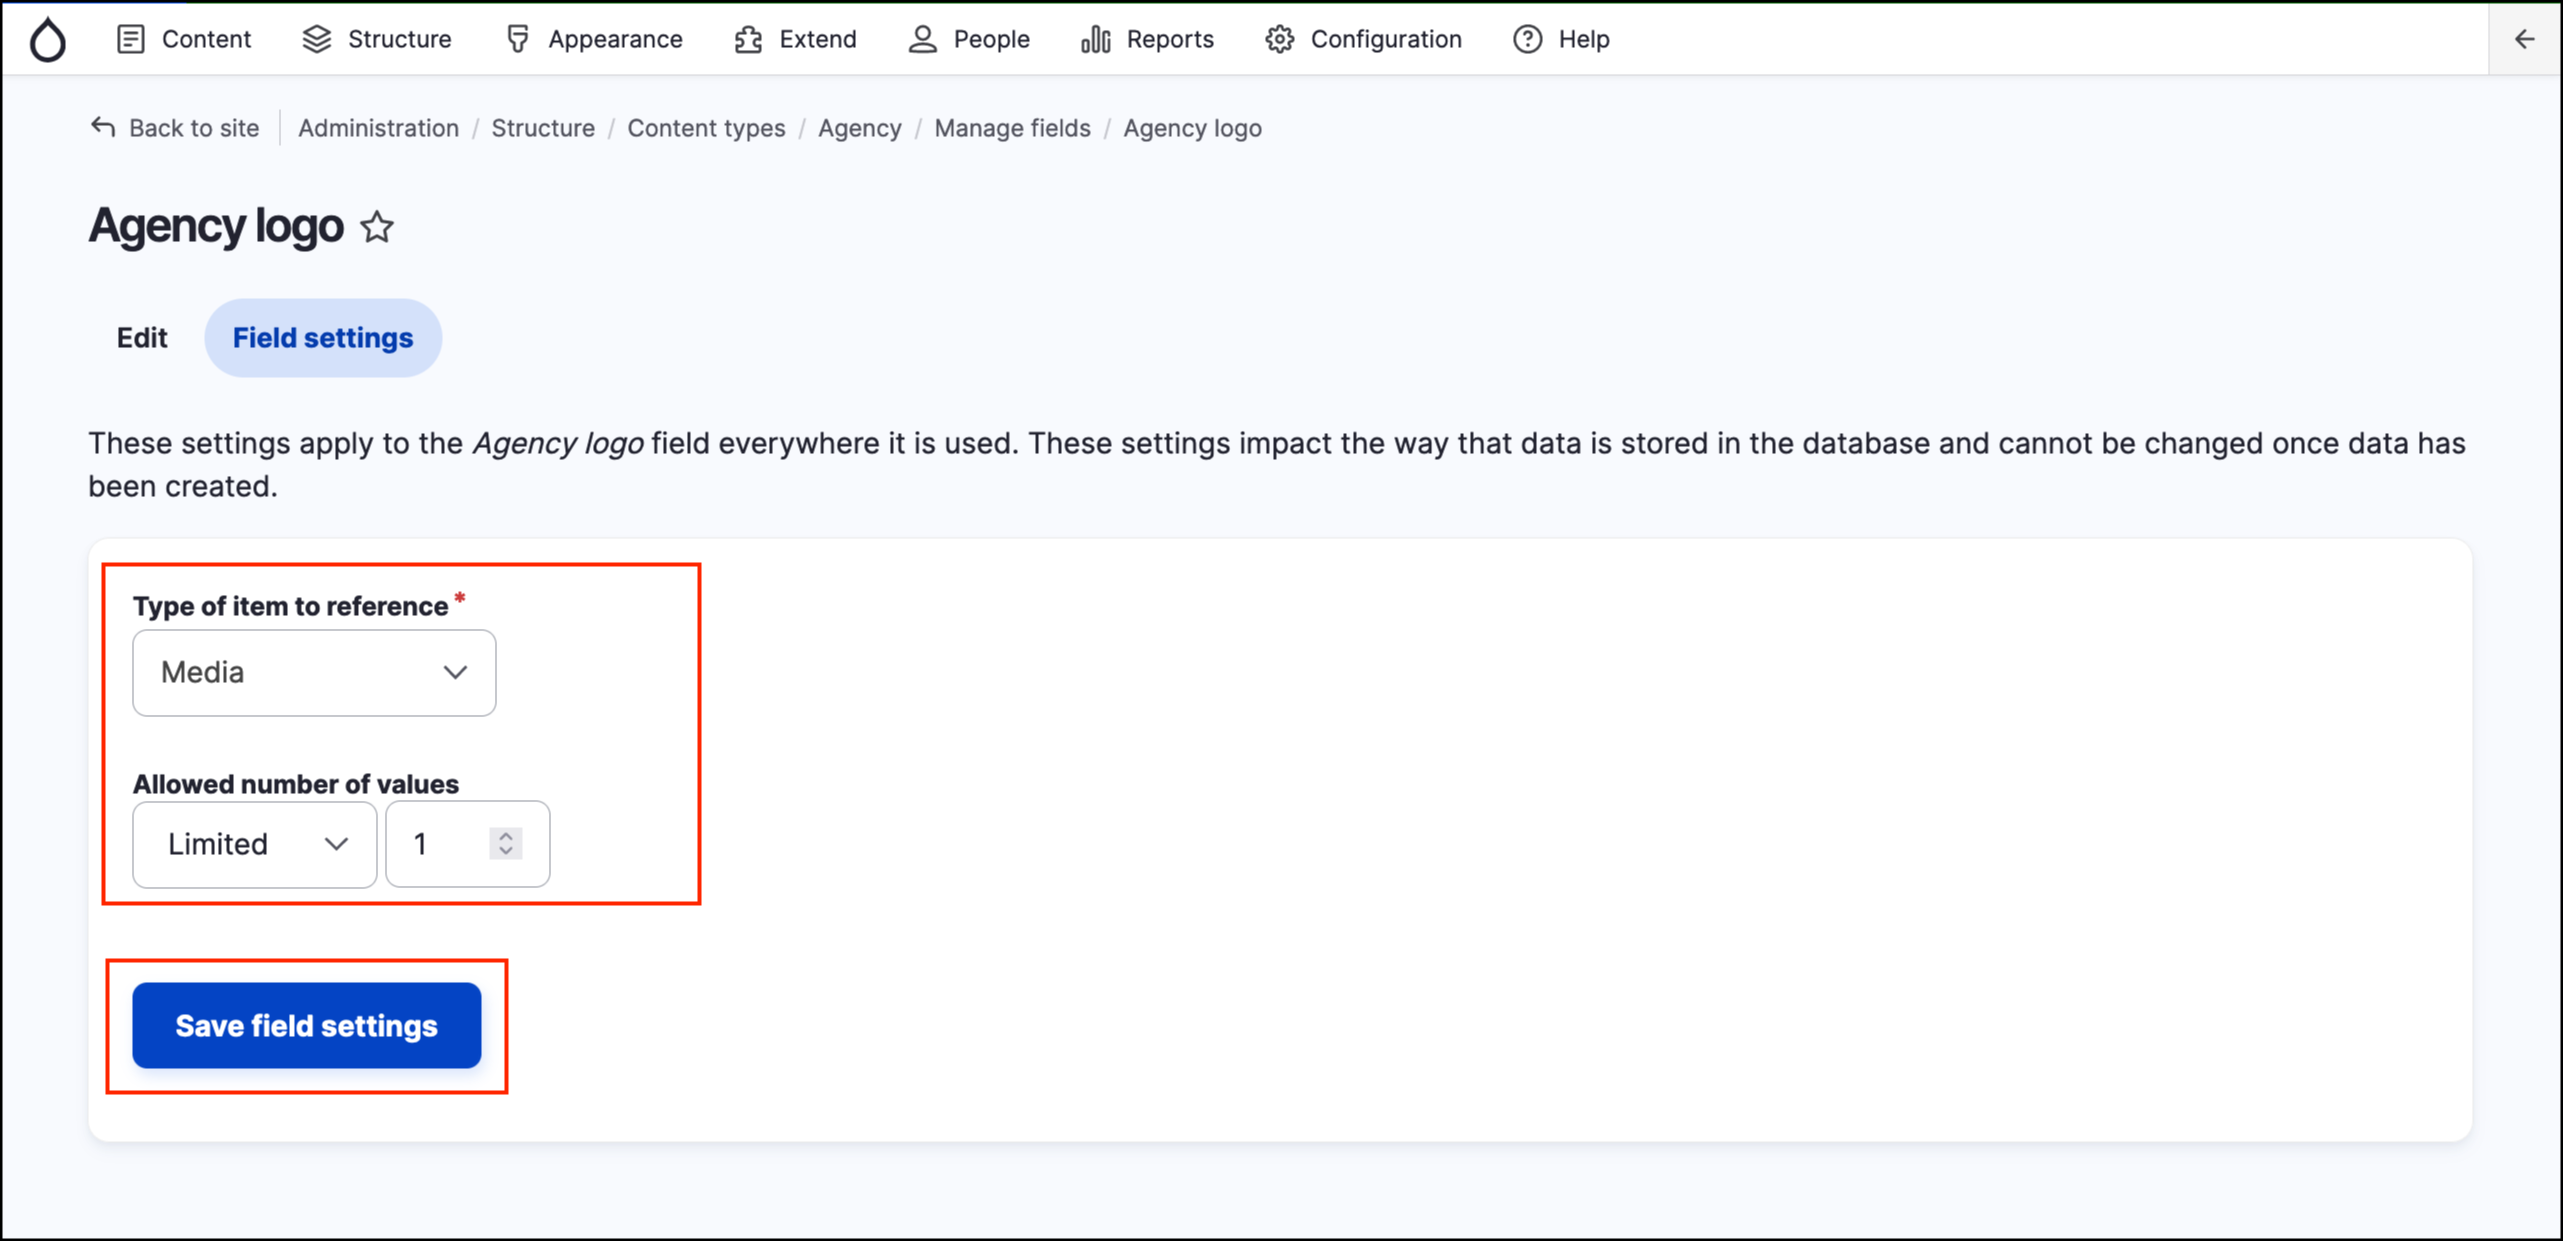 Content Structure Appearance Extend People Reports Configuration Help
Back to site Administration / Structure / Content types / Agency / Manage fields / Agency logo
Agency logo
Edit Field settings
These settings apply to the Agency logo field everywhere it is used. These settings impact the way that data is stored in the database and cannot be changed once data has
been created.
Type of item to reference *
Media
Allowed number of values
Limited 1
Save field settings